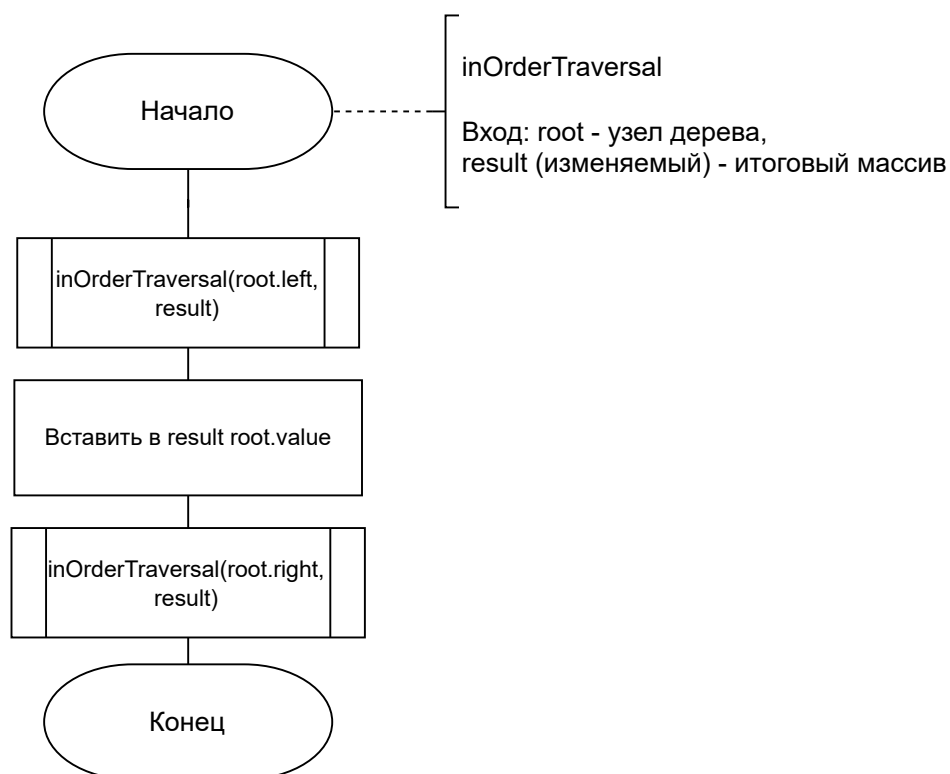 Начало
inOrderTraversal
Вход: root - узел дерева,
result (изменяемый) - итоговый массив
inOrderTraversal(root.left,
result)
Вставить в result root.value
inOrderTraversal(root.right,
result)
Конец